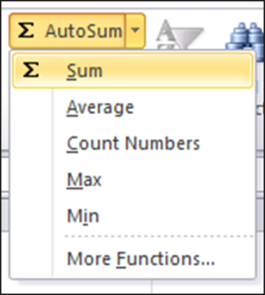 Σ AutoSum
Σ Sum
Average
Count Numbers
Max
Min
More Functions...